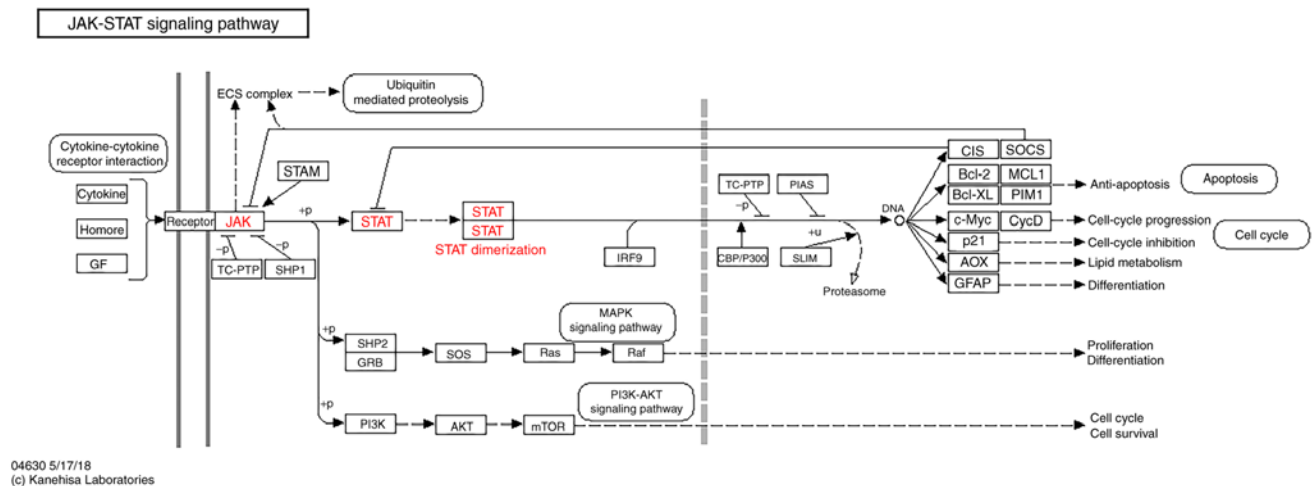 JAK-STAT signaling pathway
Ubiquitin
mediated proteolysis
ECS complex
Cytokine-cytokine
receptor interaction
STAM
CIS
SOCS
Cytokine
TC-PTP
PIAS
Bcl-2
MCL1
Anti-apoptosis
Apoptosis
–p
Bcl-XL
PIM1
DNA
Homore
Receptor
JAK
+p
STAT
STAT
STAT
STAT dimerization
c-Myc
CycD
Cell-cycle progression
Cell cycle
+u
p21
Cell-cycle inhibition
–p
–p
GF
TC-PTP
SHP1
IRF9
CBP/P300
SLIM
AOX
Lipid metabolism
Proteasome
GFAP
Differentiation
MAPK
signaling pathway
+p
SHP2
GRB
SOS
Ras
Raf
Proliferation
Differentiation
PI3K-AKT
signaling pathway
+p
PI3K
AKT
mTOR
Cell cycle
Cell survival
04630 5/17/18
(c) Kanehisa Laboratories